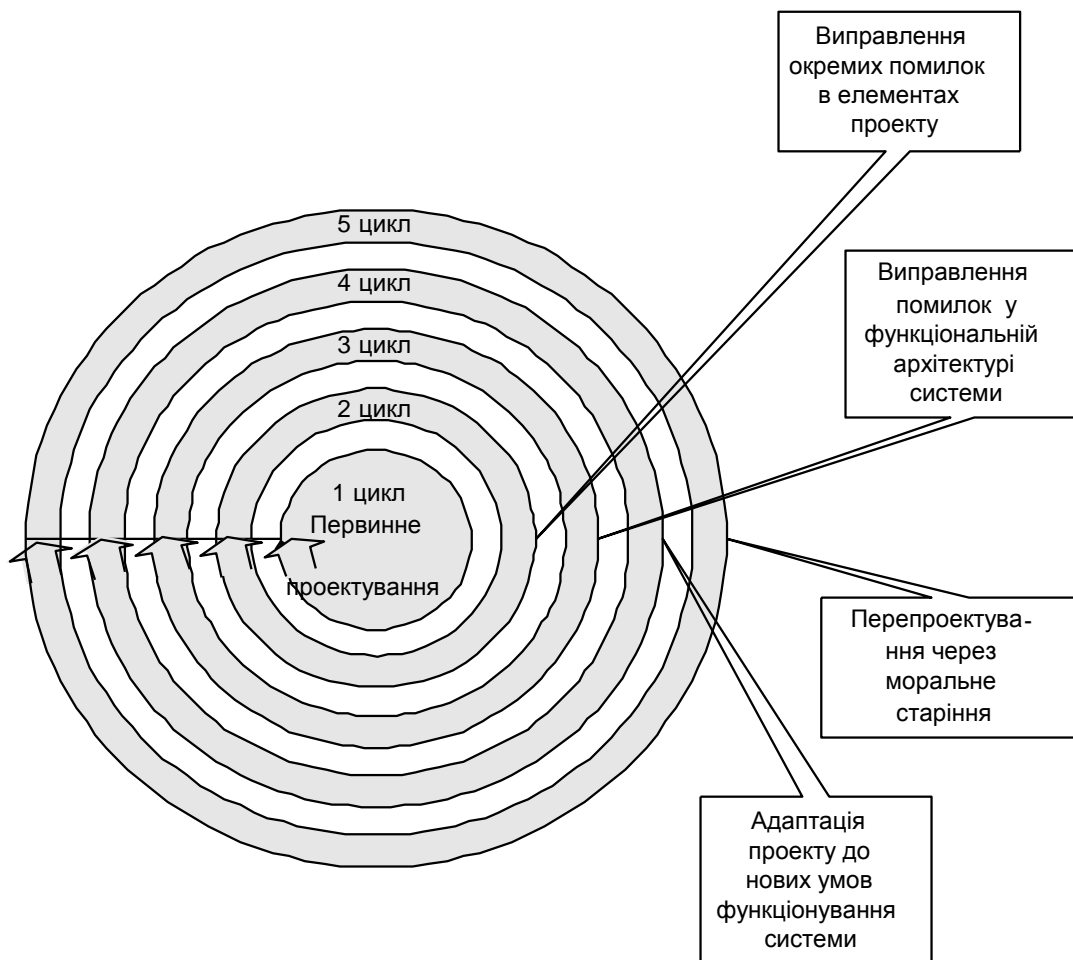 Виправлення
окремих помилок
в елементах
проекту
5 цикл
4 цикл
3 цикл
2 цикл
1 цикл
Первинне
проектування
Виправлення
помилок у
функціональній
архітектурі
системи
Перепроектува-
ння через
моральне
старіння
Адаптація
проекту до
нових умов
функціонування
системи